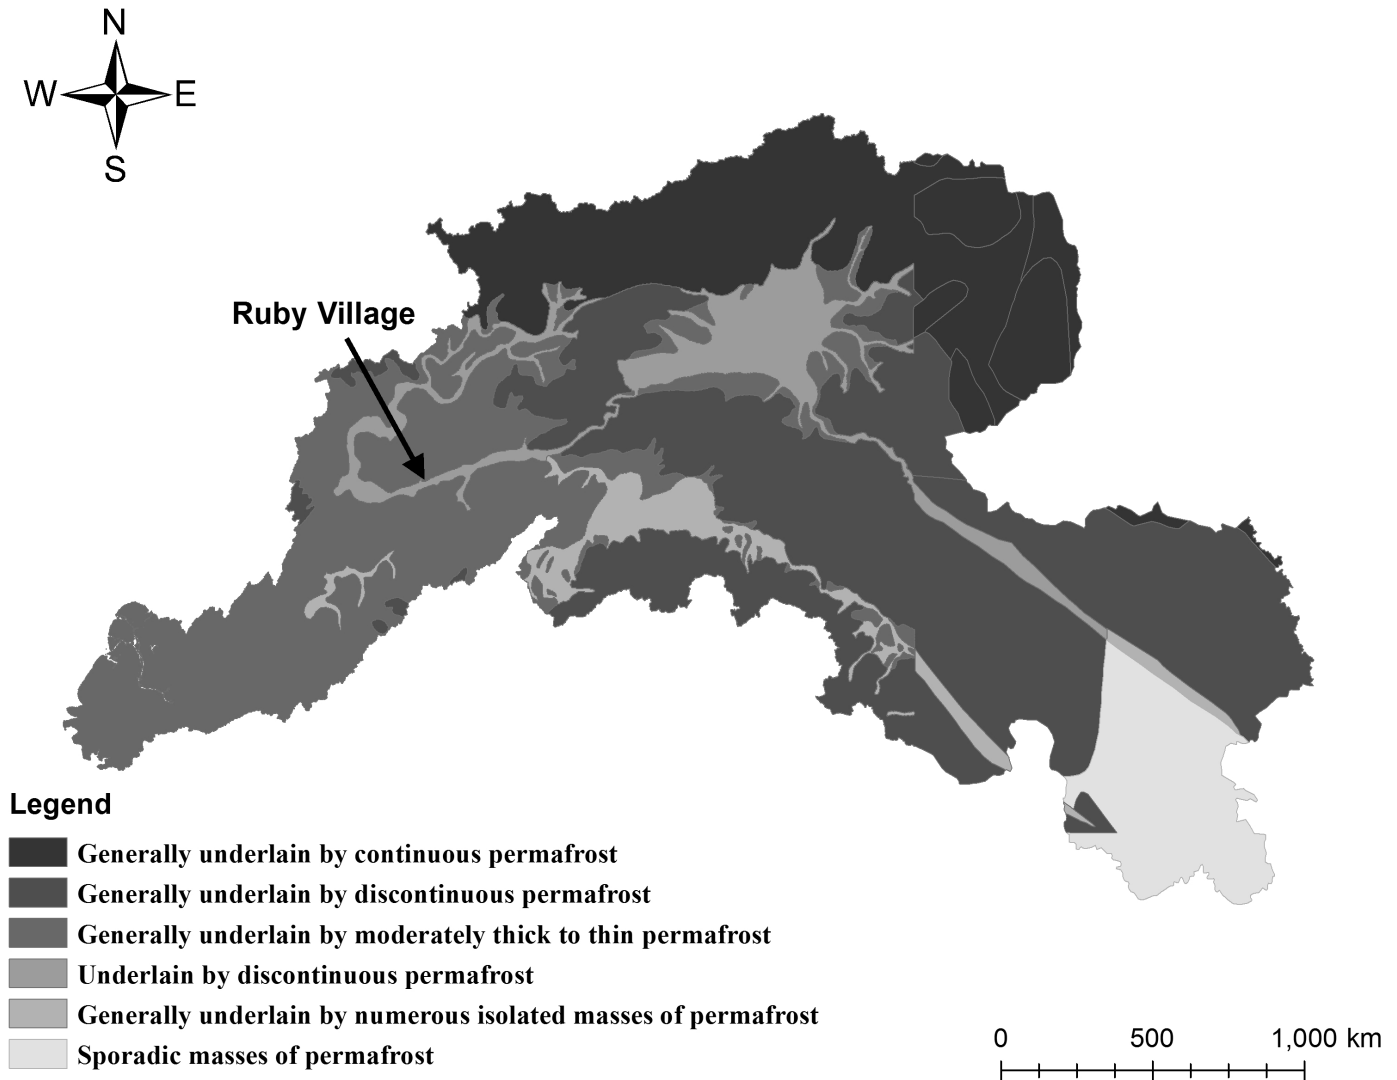 N
W E
S
Ruby Village
Legend
Generally underlain by continuous permafrost
Generally underlain by discontinuous permafrost
Generally underlain by moderately thick to thin permafrost
Underlain by discontinuous permafrost
Generally underlain by numerous isolated masses of permafrost
Sporadic masses of permafrost
0 500 1,000 km